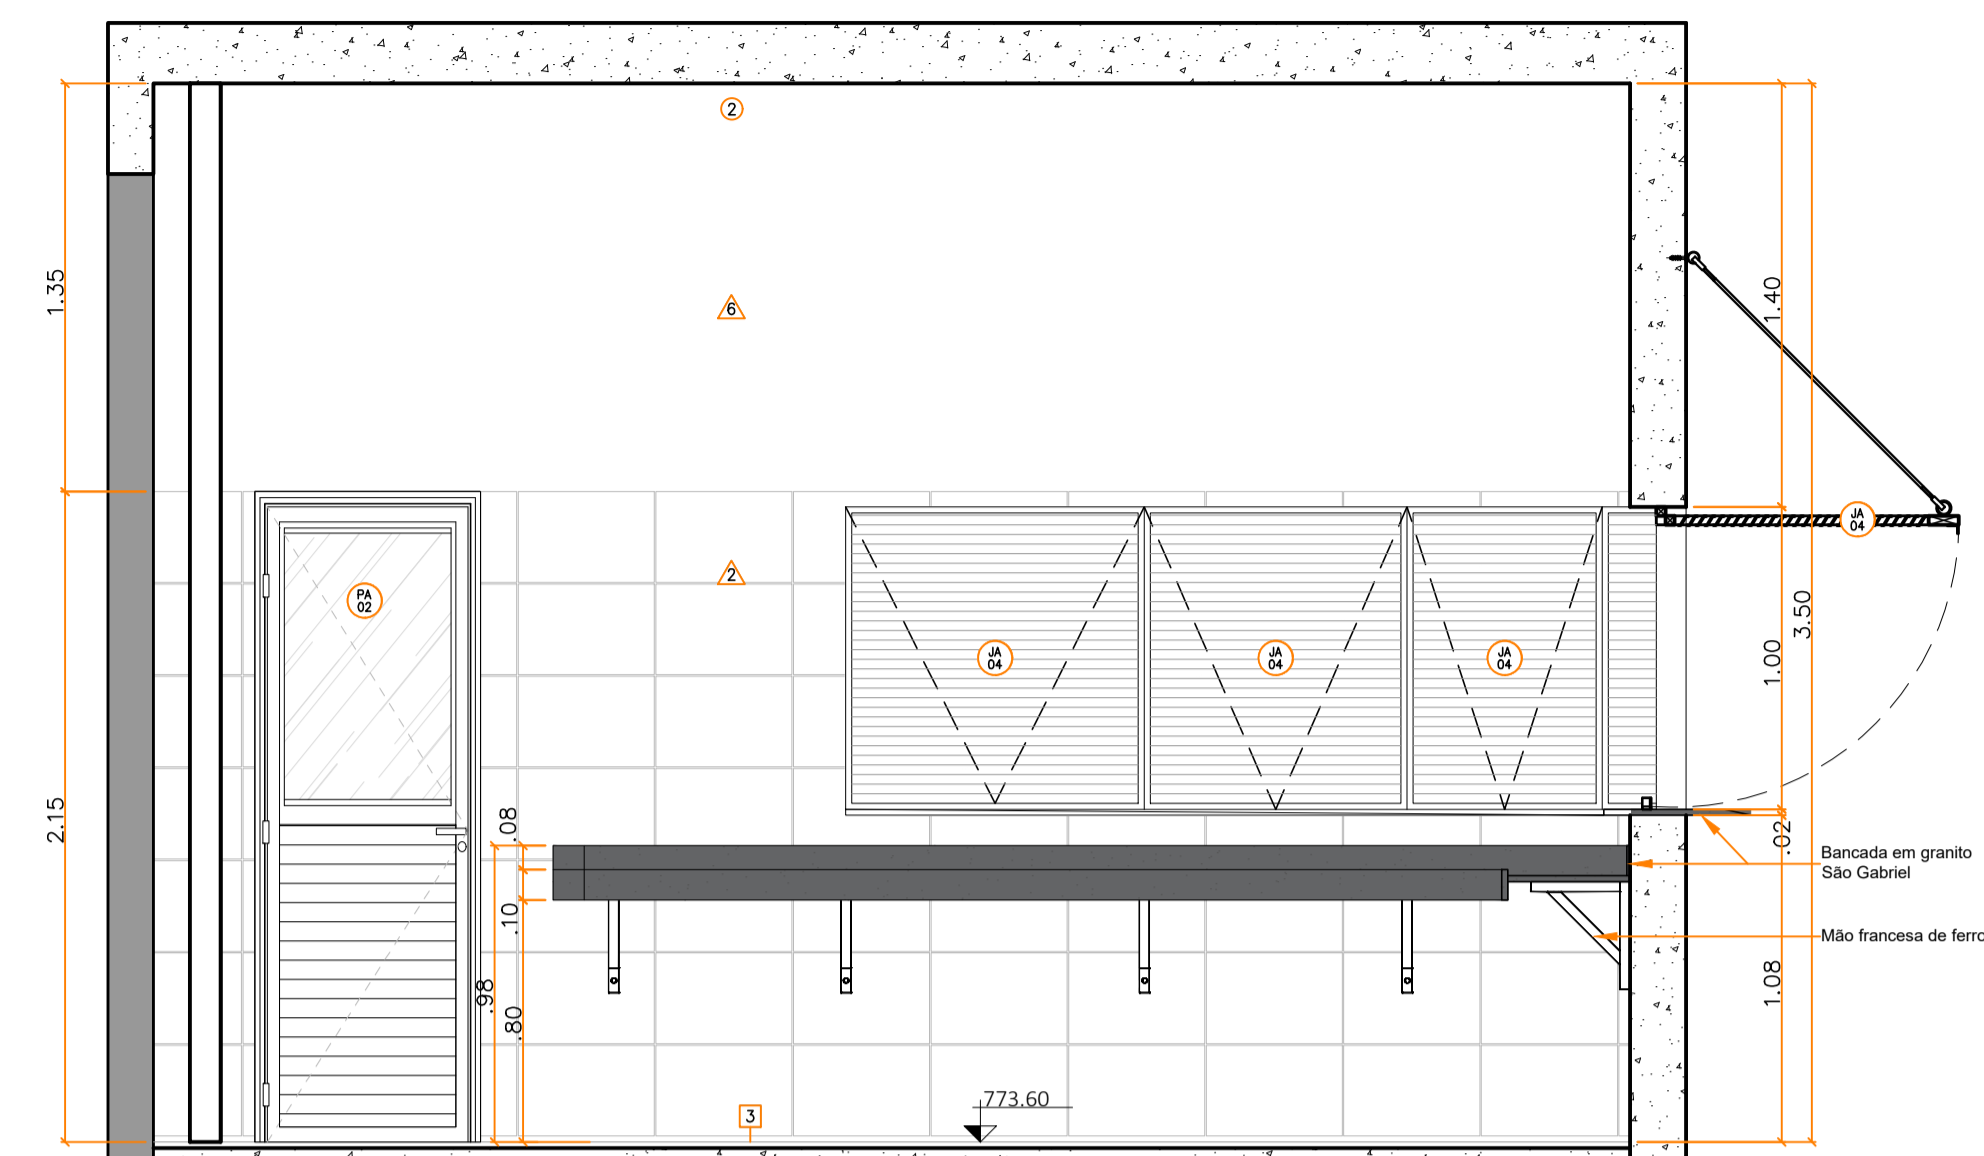 2
1.35
6
1.40
JA
04
2
PA
02
3.50
JA
04
JA
04
JA
04
1.00
2.15
.08
.02
Bancada em granito
São Gabriel
.10
Mão francesa de ferro
.98
.80
1.08
773.60
3